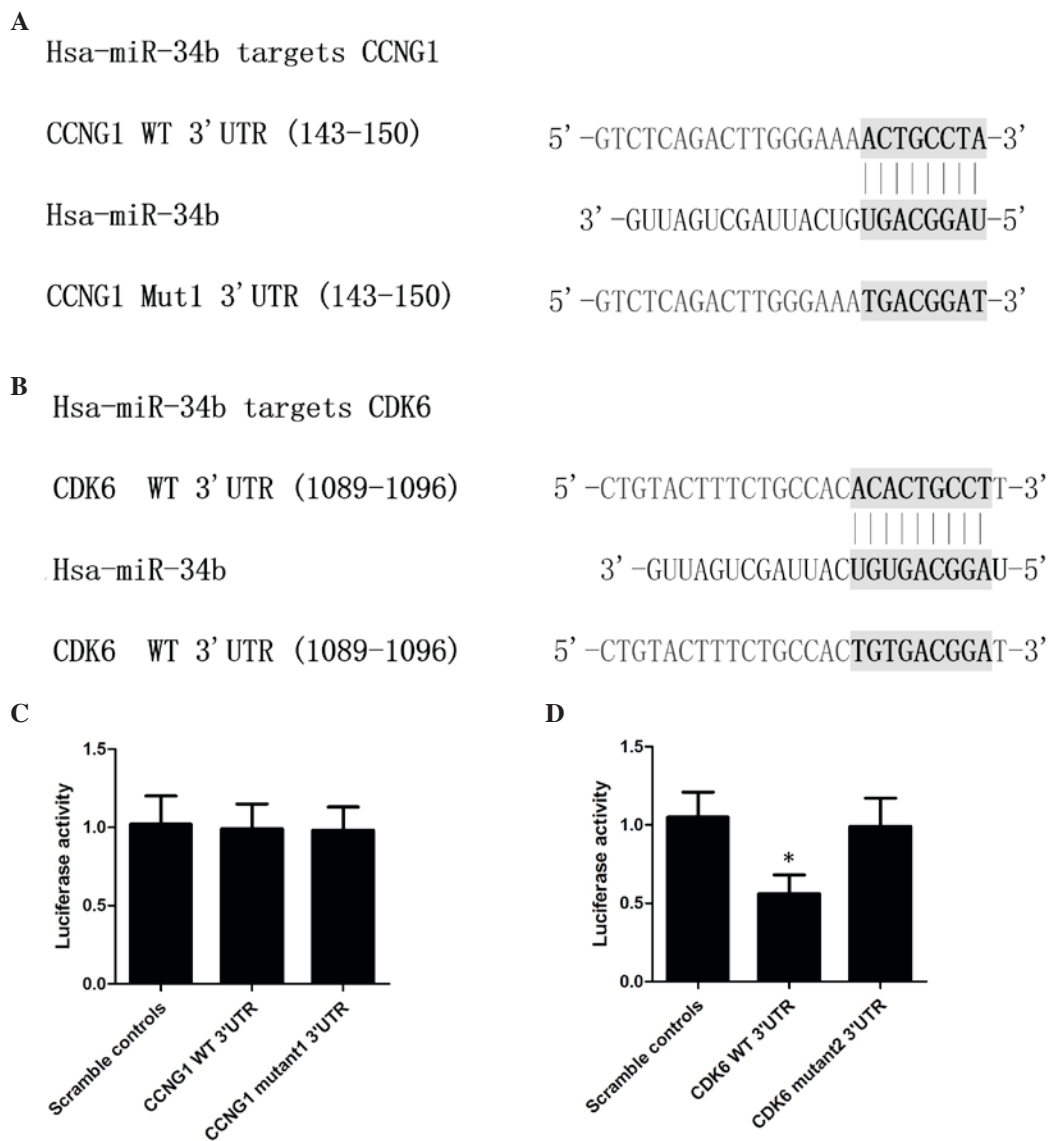 A
Hsa-miR-34b targets CCNG1
CCNG1 WT 3'UTR (143-150) 5'-GTCTCAGACTTGGGAAAACTGCCTA-3'
Hsa-miR-34b 3'-GUUAGUCGAUUACUGUGACGGAU-5'
CCNG1 Mut1 3'UTR (143-150) 5'-GTCTCAGACTTGGGAAATGACGGAT-3'
B
Hsa-miR-34b targets CDK6
CDK6 WT 3'UTR (1089-1096) 5'-CTGTACTTTCTGCCACACACTGCCTT-3'
Hsa-miR-34b 3'-GUUAGUCGAUUACUGUGACGGAU-5'
CDK6 WT 3'UTR (1089-1096) 5'-CTGTACTTTCTGCCACTGTGACGGAT-3'
C
Luciferase activity
1.5
1.0
0.5
0.0
Scramble controls
CCNG1 WT 3'UTR
CCNG1 mutant1 3'UTR
D
Luciferase activity
1.5
1.0
0.5
0.0
*
Scramble controls
CDK6 WT 3'UTR
CDK6 mutant2 3'UTR